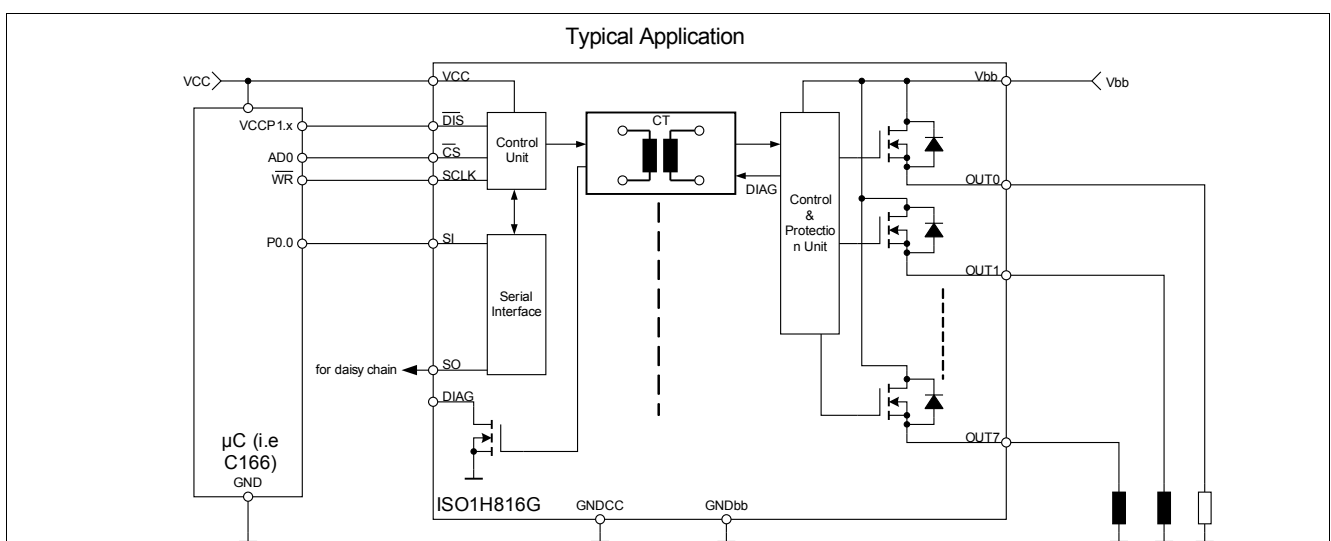 Typical Application
VCC
VCC
Vbb
Vbb
VCCP1.x
DIS
Control
Unit
CT
AD0
CS
WR
SCLK
DIAG
OUT0
Control
&
Protectio
n Unit
P0.0
SI
OUT1
Serial
Interface
for daisy chain
SO
DIAG
OUT7
µC (i.e
C166)
GND
ISO1H816G
GNDCC
GNDbb